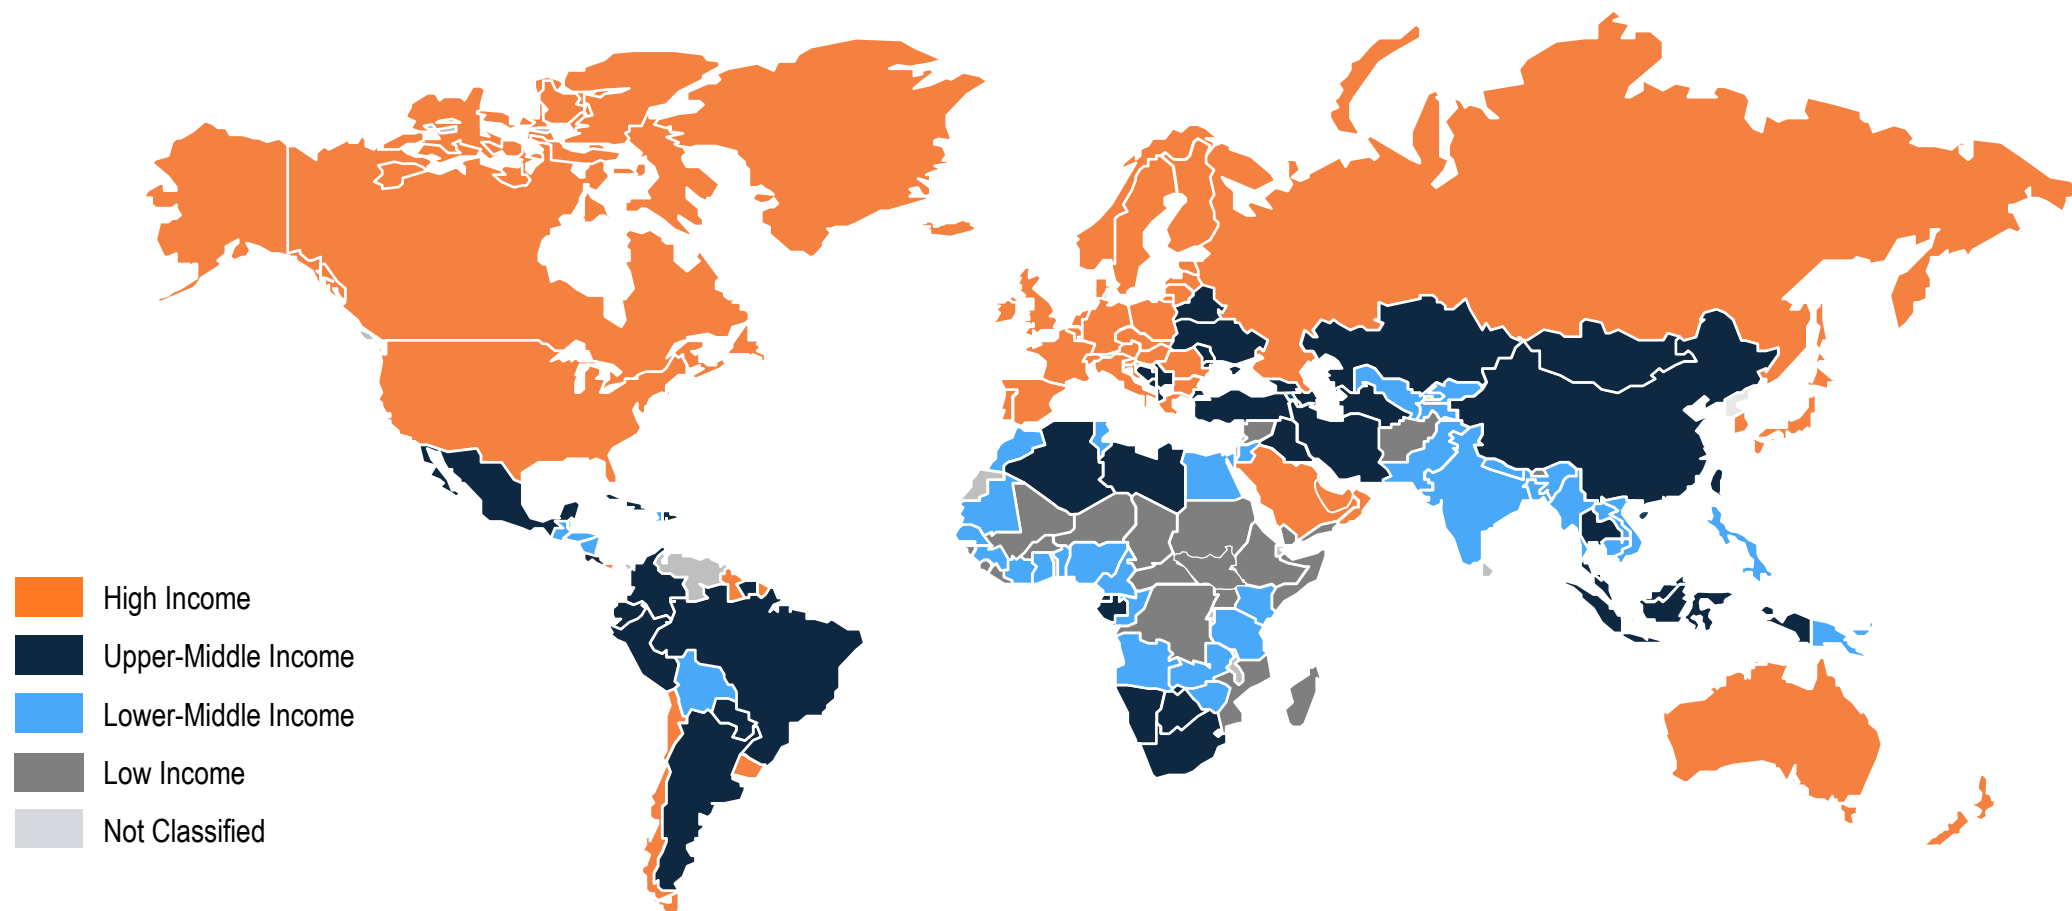 High Income
Upper-Middle Income
Lower-Middle Income
Low Income
Not Classified